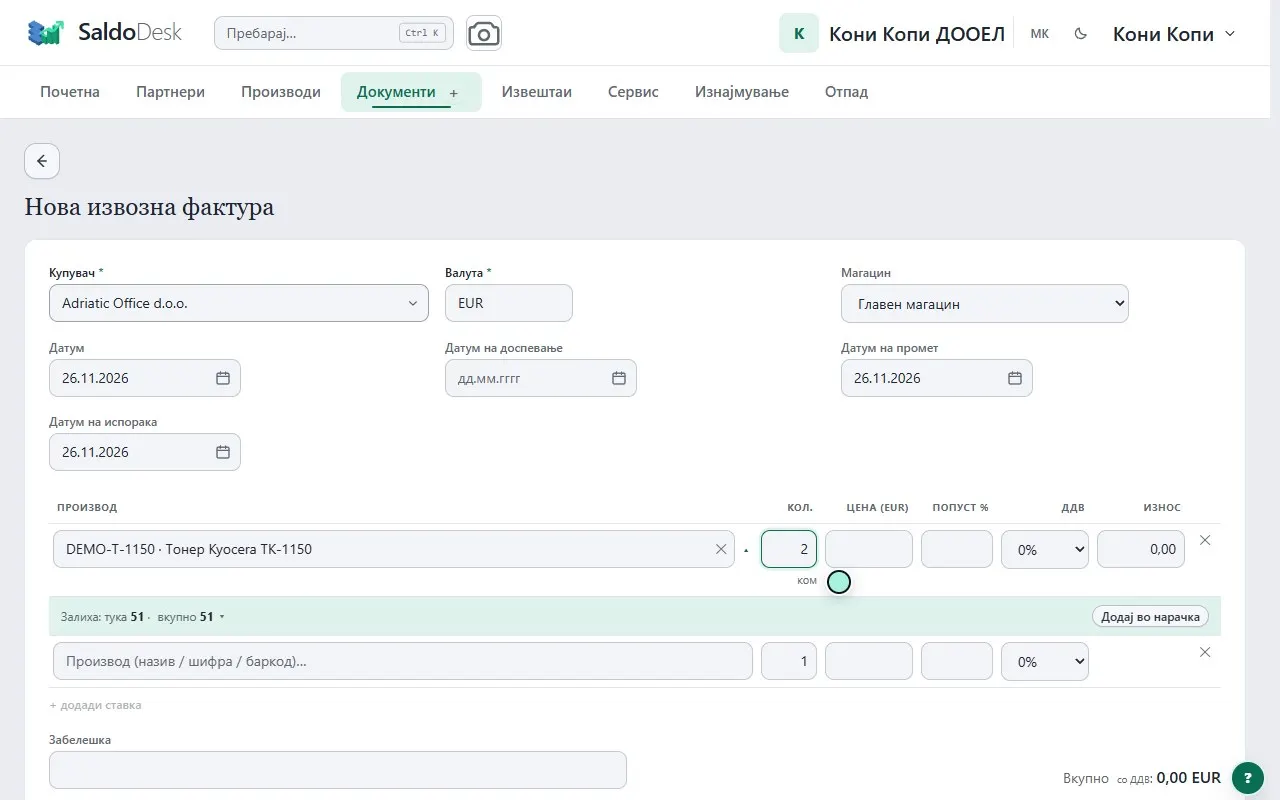 SaldoDesk
Пребарај... Ctrl K
К Кони Копи ДООЕЛ МК Кони Копи
Почетна Партнери Производи Документи + Извештаи Сервис Изнајмување Отпад
Нова извозна фактура
Купувач * Валута * Магацин
Adriatic Office d.o.o. EUR Главен магацин
Датум Датум на доспевање Датум на промет
26.11.2026 дд.мм.гггг 26.11.2026
Датум на испорака
26.11.2026
ПРОИЗВОД КОЛ. ЦЕНА (EUR) ПОПУСТ % ДДВ ИЗНОС
DEMO-T-1150 · Тонер Kyocera TK-1150 2 0% 0,00
ком
Залиха: тука 51 · вкупно 51 Додај во нарачка
Производ (назив / шифра / баркод)... 1 0%
+ додади ставка
Забелешка
Вкупно со ДДВ: 0,00 EUR ?